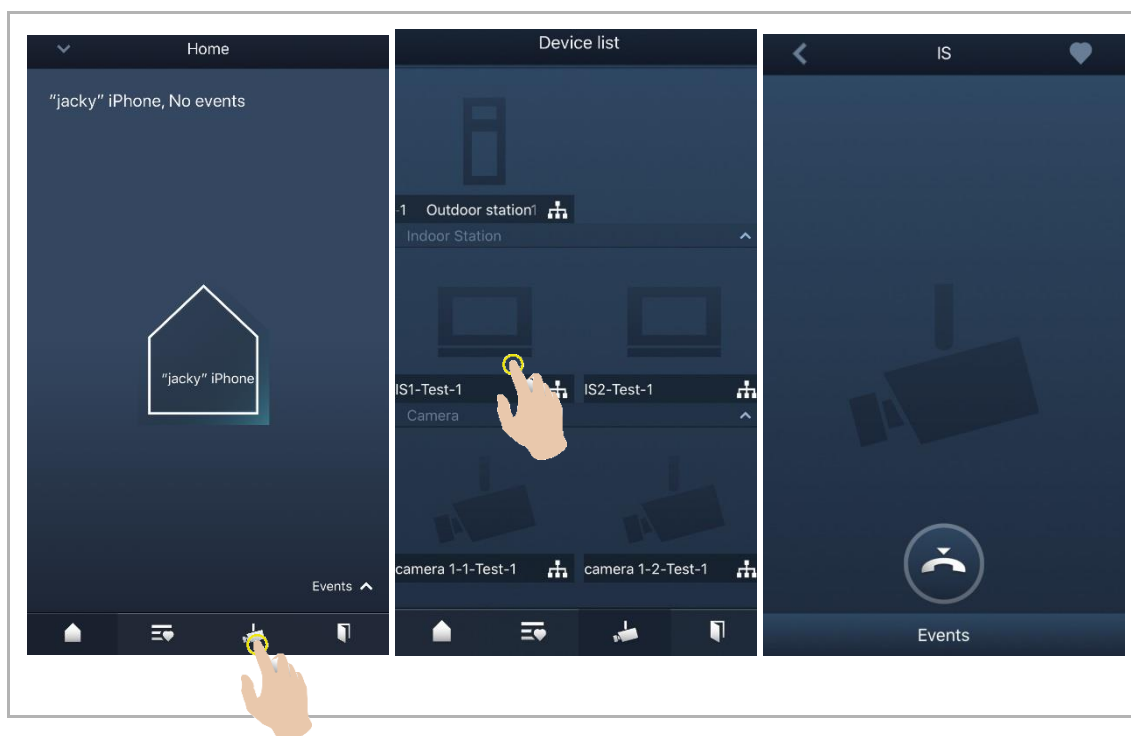 Home
"jacky" iPhone, No events
"jacky" iPhone
Events
Device list
-1 Outdoor station1
Indoor Station
IS1-Test-1
IS2-Test-1
Camera
camera 1-1-Test-1
camera 1-2-Test-1
IS
Events